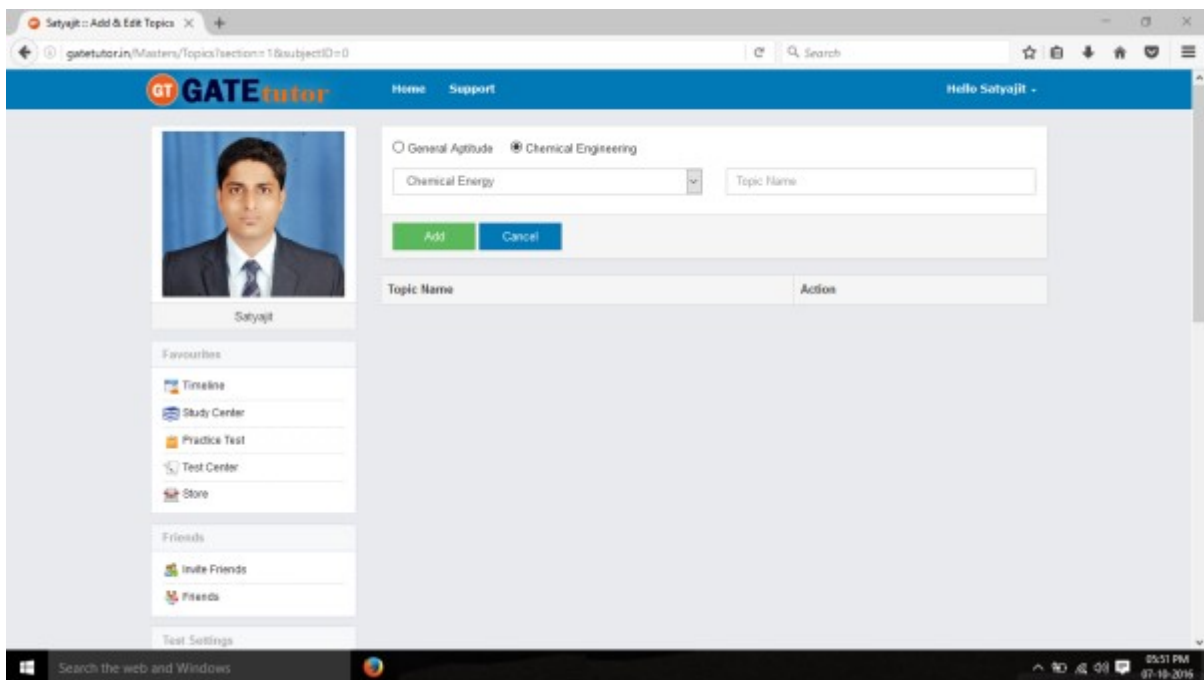 Satyajit :: Add & Edit Topics
gatetutor.in/Masters/Topics?section=1&subjectID=0
Search
GT GATEtutor
Home Support
Hello Satyajit
General Aptitude Chemical Engineering
Chemical Energy
Topic Name
Add Cancel
Topic Name Action
Satyajit
Favourites
Timeline
Study Center
Practice Test
Test Center
Store
Friends
Invite Friends
Friends
Test Settings
Search the web and Windows
05:51 PM
07-10-2016